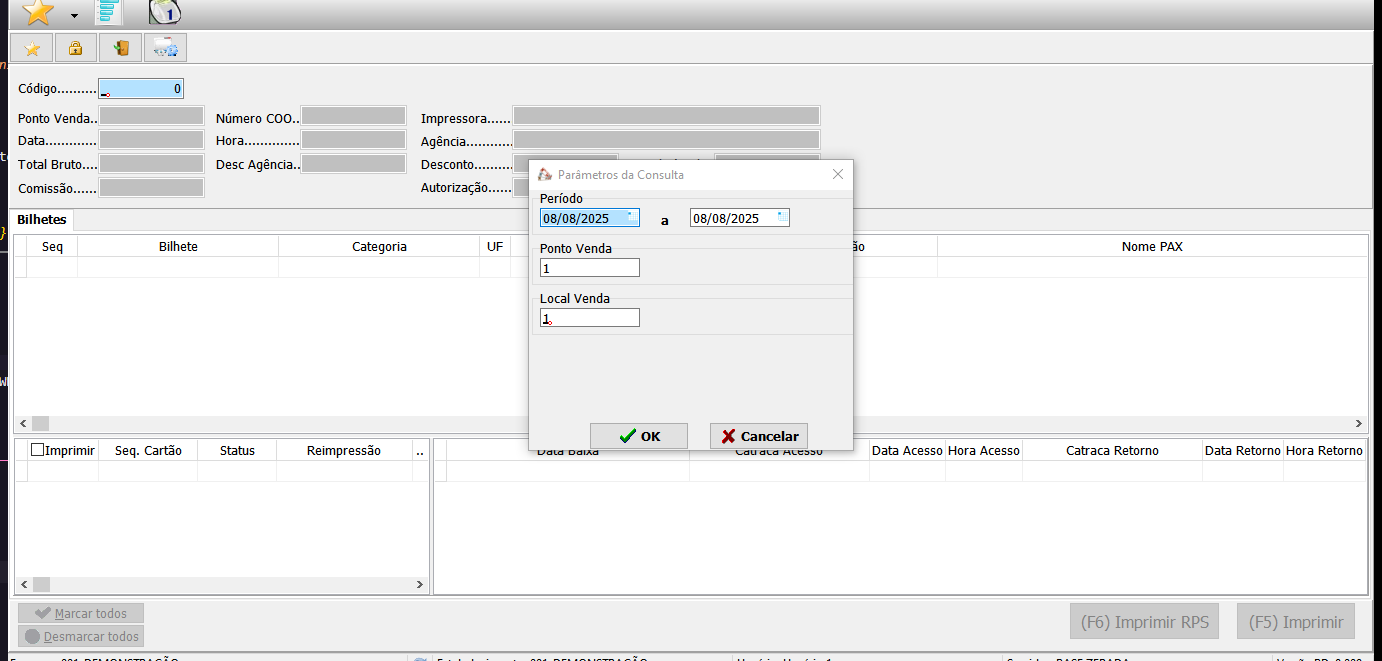 1
Código.......... 0
Ponto Venda.. Número COO.. Impressora......
Data............. Hora............. Agência...........
Total Bruto.... Desc Agência.. Desconto.........
Comissão...... Autorização......
Parâmetros da Consulta
Período
08/08/2025 a 08/08/2025
Ponto Venda
1
Local Venda
1
OK Cancelar
Bilhetes
Seq Bilhete Categoria UF ão Nome PAX
Imprimir Seq. Cartão Status Reimpressão .. Data Baixa Catraca Acesso Data Acesso Hora Acesso Catraca Retorno Data Retorno Hora Retorno
Marcar todos
Desmarcar todos
(F6) Imprimir RPS (F5) Imprimir